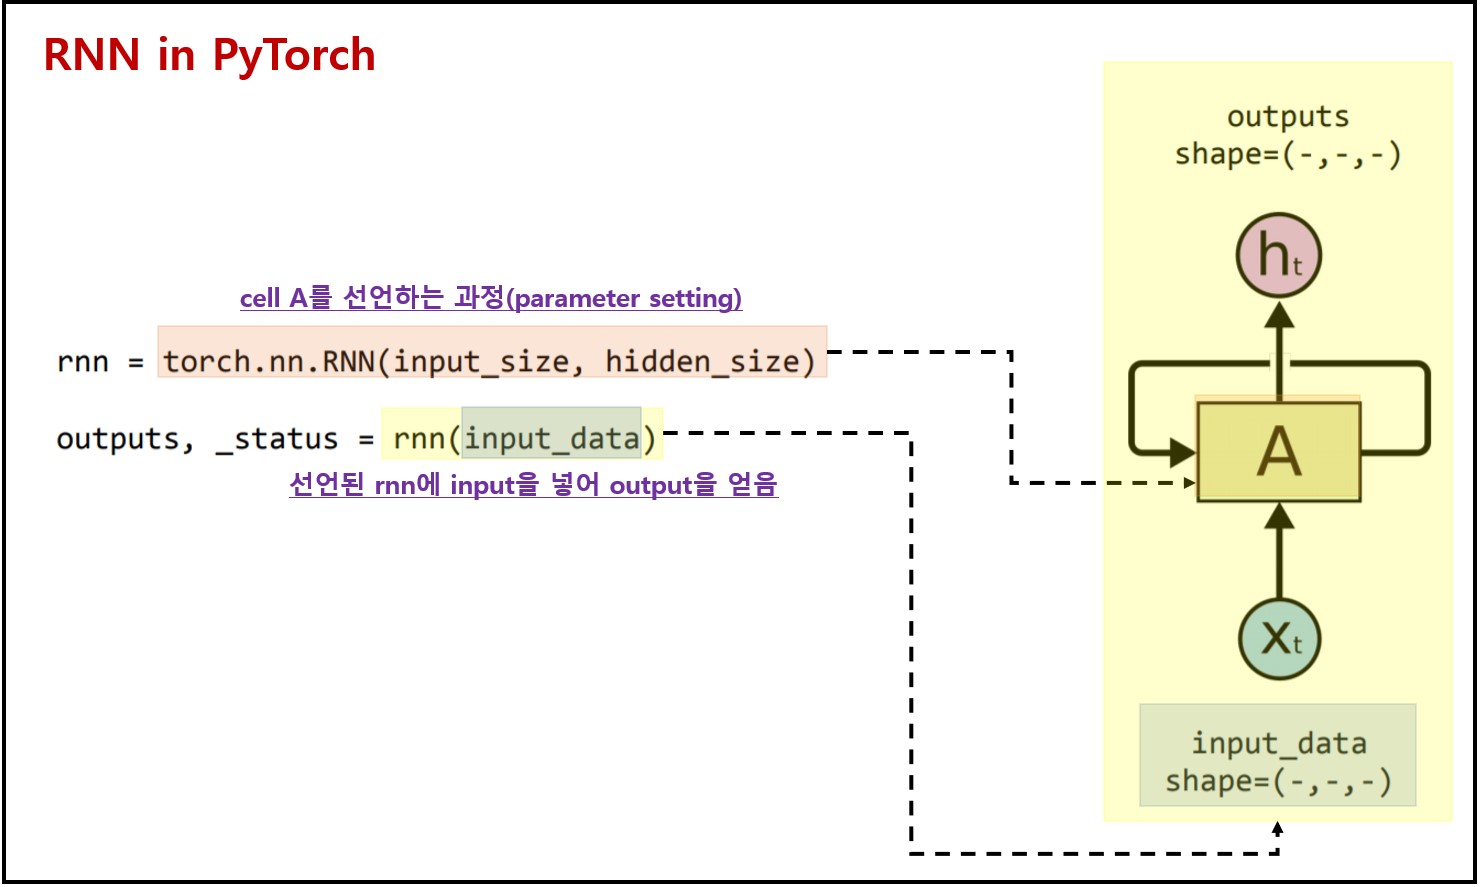 RNN in PyTorch
cell A를 선언하는 과정(parameter setting)
rnn = torch.nn.RNN(input_size, hidden_size)
outputs, _status = rnn(input_data)
선언된 rnn에 input을 넣어 output을 얻음
outputs
shape=(-,-,-)
ht
A
xt
input_data
shape=(-,-,-)